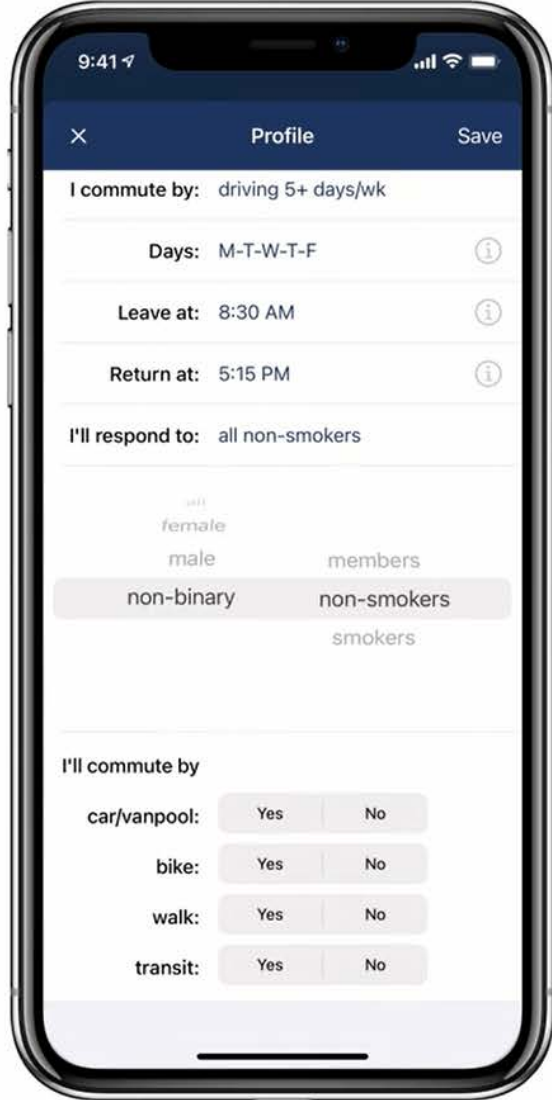 9:41
× Profile Save
I commute by: driving 5+ days/wk
Days: M-T-W-T-F
Leave at: 8:30 AM
Return at: 5:15 PM
I'll respond to: all non-smokers
all
female
male members
non-binary non-smokers
smokers
I'll commute by
car/vanpool: Yes No
bike: Yes No
walk: Yes No
transit: Yes No